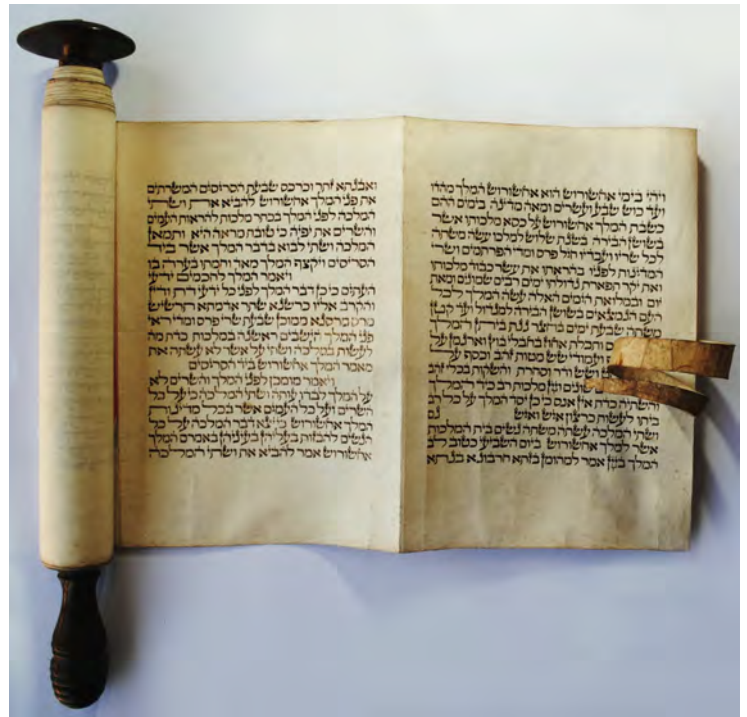 ויהי בימי אחשורוש הוא אחשורוש המלך מהדו
ועד כוש שבע ועשרים ומאה מדינה בימים ההם
כשבת המלך אחשורוש על כסא מלכותו אשר
בשושן הבירה בשנת שלוש למלכו עשה משתה
לכל שריו ועבדיו חיל פרס ומדי הפרתמים ושרי
המדינות לפניו בהראתו את עשר כבוד מלכותו
ואת יקר תפארת גדולתו ימים רבים שמונים ומאת
יום ובמלואת הימים האלה עשה המלך לכל
העם הנמצאים בשושן הבירה למגדול ועד קטן
משתה שבעת ימים בחצר גנת ביתן המלך
ותכלת אחוז בחבלי בוץ וארגמן על
ועמודי שש מטות זהב וכסף על
ושש ודר וסחרת והשקות בכלי זהב
שונים ויין מלכות רב כיד המלך
והשתיה כדת אין אנס כי כן יסד המלך על כל רב
ביתו לעשות כרצון איש ואיש גם
ושתי המלכה עשתה משתה נשים בית המלכות
אשר למלך אחשורוש ביום השביעי כטוב לב
המלך ביין אמר למהומן בזתא חרבונא בגתא
ואבגתא זתר וכרכס שבעת הסריסים המשרתים
את פני המלך אחשורוש להביא את ושתי
המלכה לפני המלך בכתר מלכות להראות העמים
והשרים את יפיה כי טובת מראה היא ותמאן
המלכה ושתי לבוא בדבר המלך אשר ביד
הסריסים ויקצף המלך מאד וחמתו בערה בו
ויאמר המלך לחכמים ידעי
העתים כי כן דבר המלך לפני כל ידעי דת ודין
והקרב אליו כרשנא שתר אדמתא תרשיש
מרס מרסנא ממוכן שבעת שרי פרס ומדי ראי
פני המלך הישבים ראשנה במלכות כדת מה
לעשות במלכה ושתי על אשר לא עשתה את
מאמר המלך אחשורוש ביד הסריסים
ויאמר מומכן לפני המלך והשרים לא
על המלך לבדו עותה ושתי המלכה כי על כל
השרים ועל כל העמים אשר בכל מדינות
המלך אחשורוש כי יצא דבר המלכה על כל
הנשים להבזות בעליהן בעיניהן באמרם המלך
אחשורוש אמר להביא את ושתי המלכה